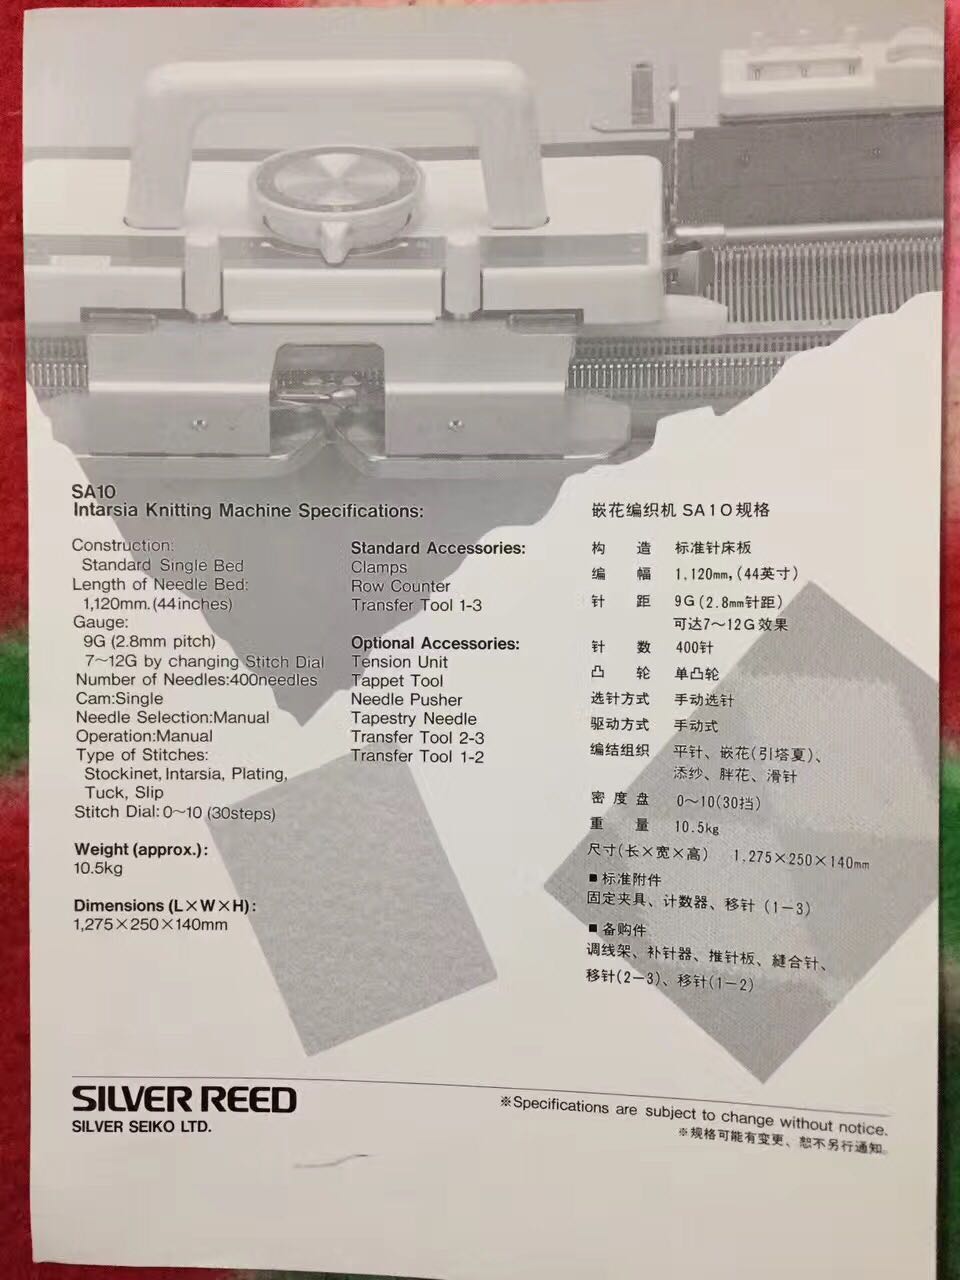 SA10
Intarsia Knitting Machine Specifications:
Construction:
Standard Single Bed
Length of Needle Bed:
1,120mm.(44inches)
Gauge:
9G (2.8mm pitch)
7～12G by changing Stitch Dial
Number of Needles:400needles
Cam:Single
Needle Selection:Manual
Operation:Manual
Type of Stitches:
Stockinet, Intarsia, Plating,
Tuck, Slip
Stitch Dial: 0～10 (30steps)
Weight (approx.):
10.5kg
Dimensions (L×W×H):
1,275×250×140mm
Standard Accessories:
Clamps
Row Counter
Transfer Tool 1-3
Optional Accessories:
Tension Unit
Tappet Tool
Needle Pusher
Tapestry Needle
Transfer Tool 2-3
Transfer Tool 1-2
嵌花编织机 SA10规格
构 造 标准针床板
编 幅 1.120mm,(44英寸)
针 距 9G(2.8mm针距)
可达7～12G效果
针 数 400针
凸 轮 单凸轮
选针方式 手动选针
驱动方式 手动式
编结组织 平针、嵌花(引塔夏)、
添纱、胖花、滑针
密 度 盘 0～10(30挡)
重 量 10.5kg
尺寸(长×宽×高) 1,275×250×140mm
■标准附件
固定夹具、计数器、移针 (1－3)
■备购件
调线架、补针器、推针板、縫合针、
移针(2－3)、移针(1－2)
SILVER REED
SILVER SEIKO LTD.
※Specifications are subject to change without notice.
※规格可能有变更、恕不另行通知。